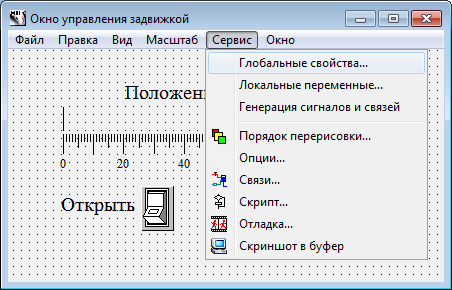 Окно управления задвижкой
Файл Правка Вид Масштаб Сервис Окно
Глобальные свойства...
Локальные переменные...
Генерация сигналов и связей
Порядок перерисовки...
Опции...
Связи...
Скрипт...
Отладка...
Скриншот в буфер
0 20 40
Открыть